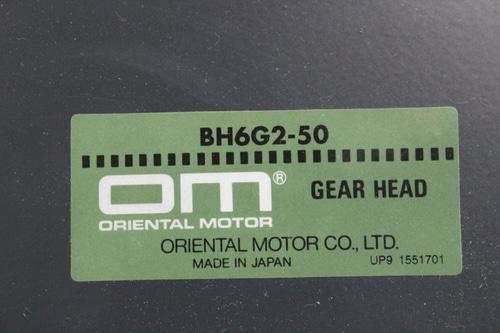 BH6G2-50
om® GEAR HEAD
ORIENTAL MOTOR
ORIENTAL MOTOR CO., LTD.
MADE IN JAPAN UP9 1551701